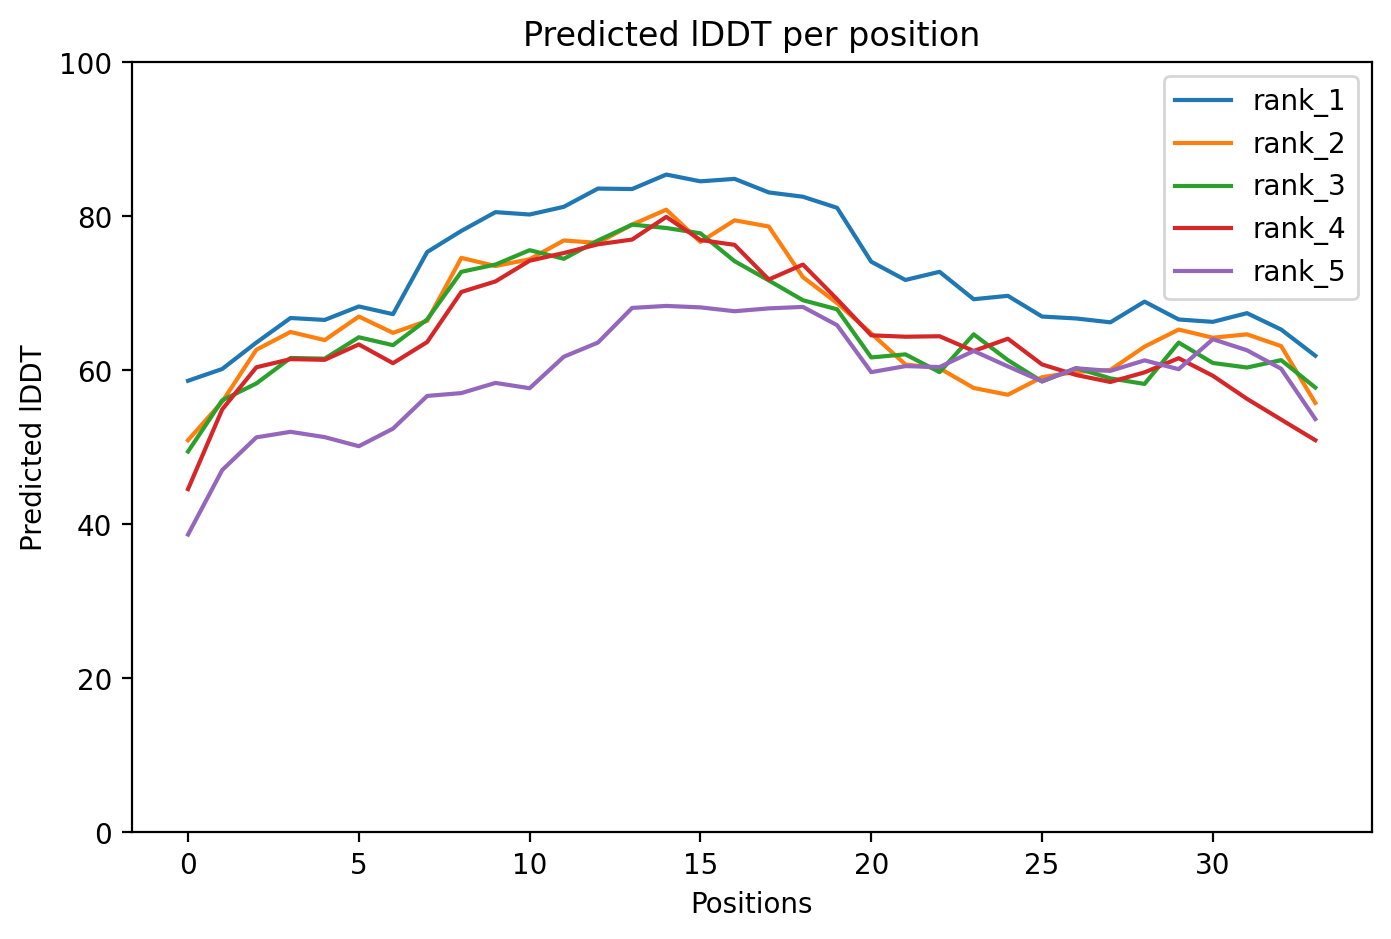 Predicted lDDT per position
100
80
60
40
20
0
Predicted lDDT
0 5 10 15 20 25 30
Positions
rank_1
rank_2
rank_3
rank_4
rank_5